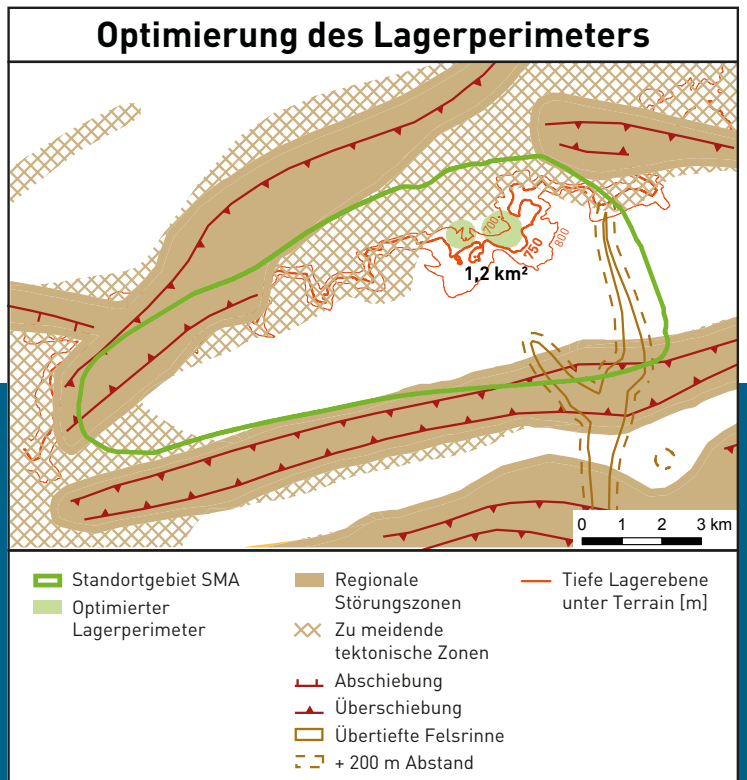 Optimierung des Lagerperimeters
700
750
800
1,2 km²
0 1 2 3 km
Standortgebiet SMA
Optimierter
Lagerperimeter
Regionale
Störungszonen
Zu meidende
tektonische Zonen
Abschiebung
Überschiebung
Übertiefte Felsrinne
+ 200 m Abstand
Tiefe Lagerebene
unter Terrain [m]